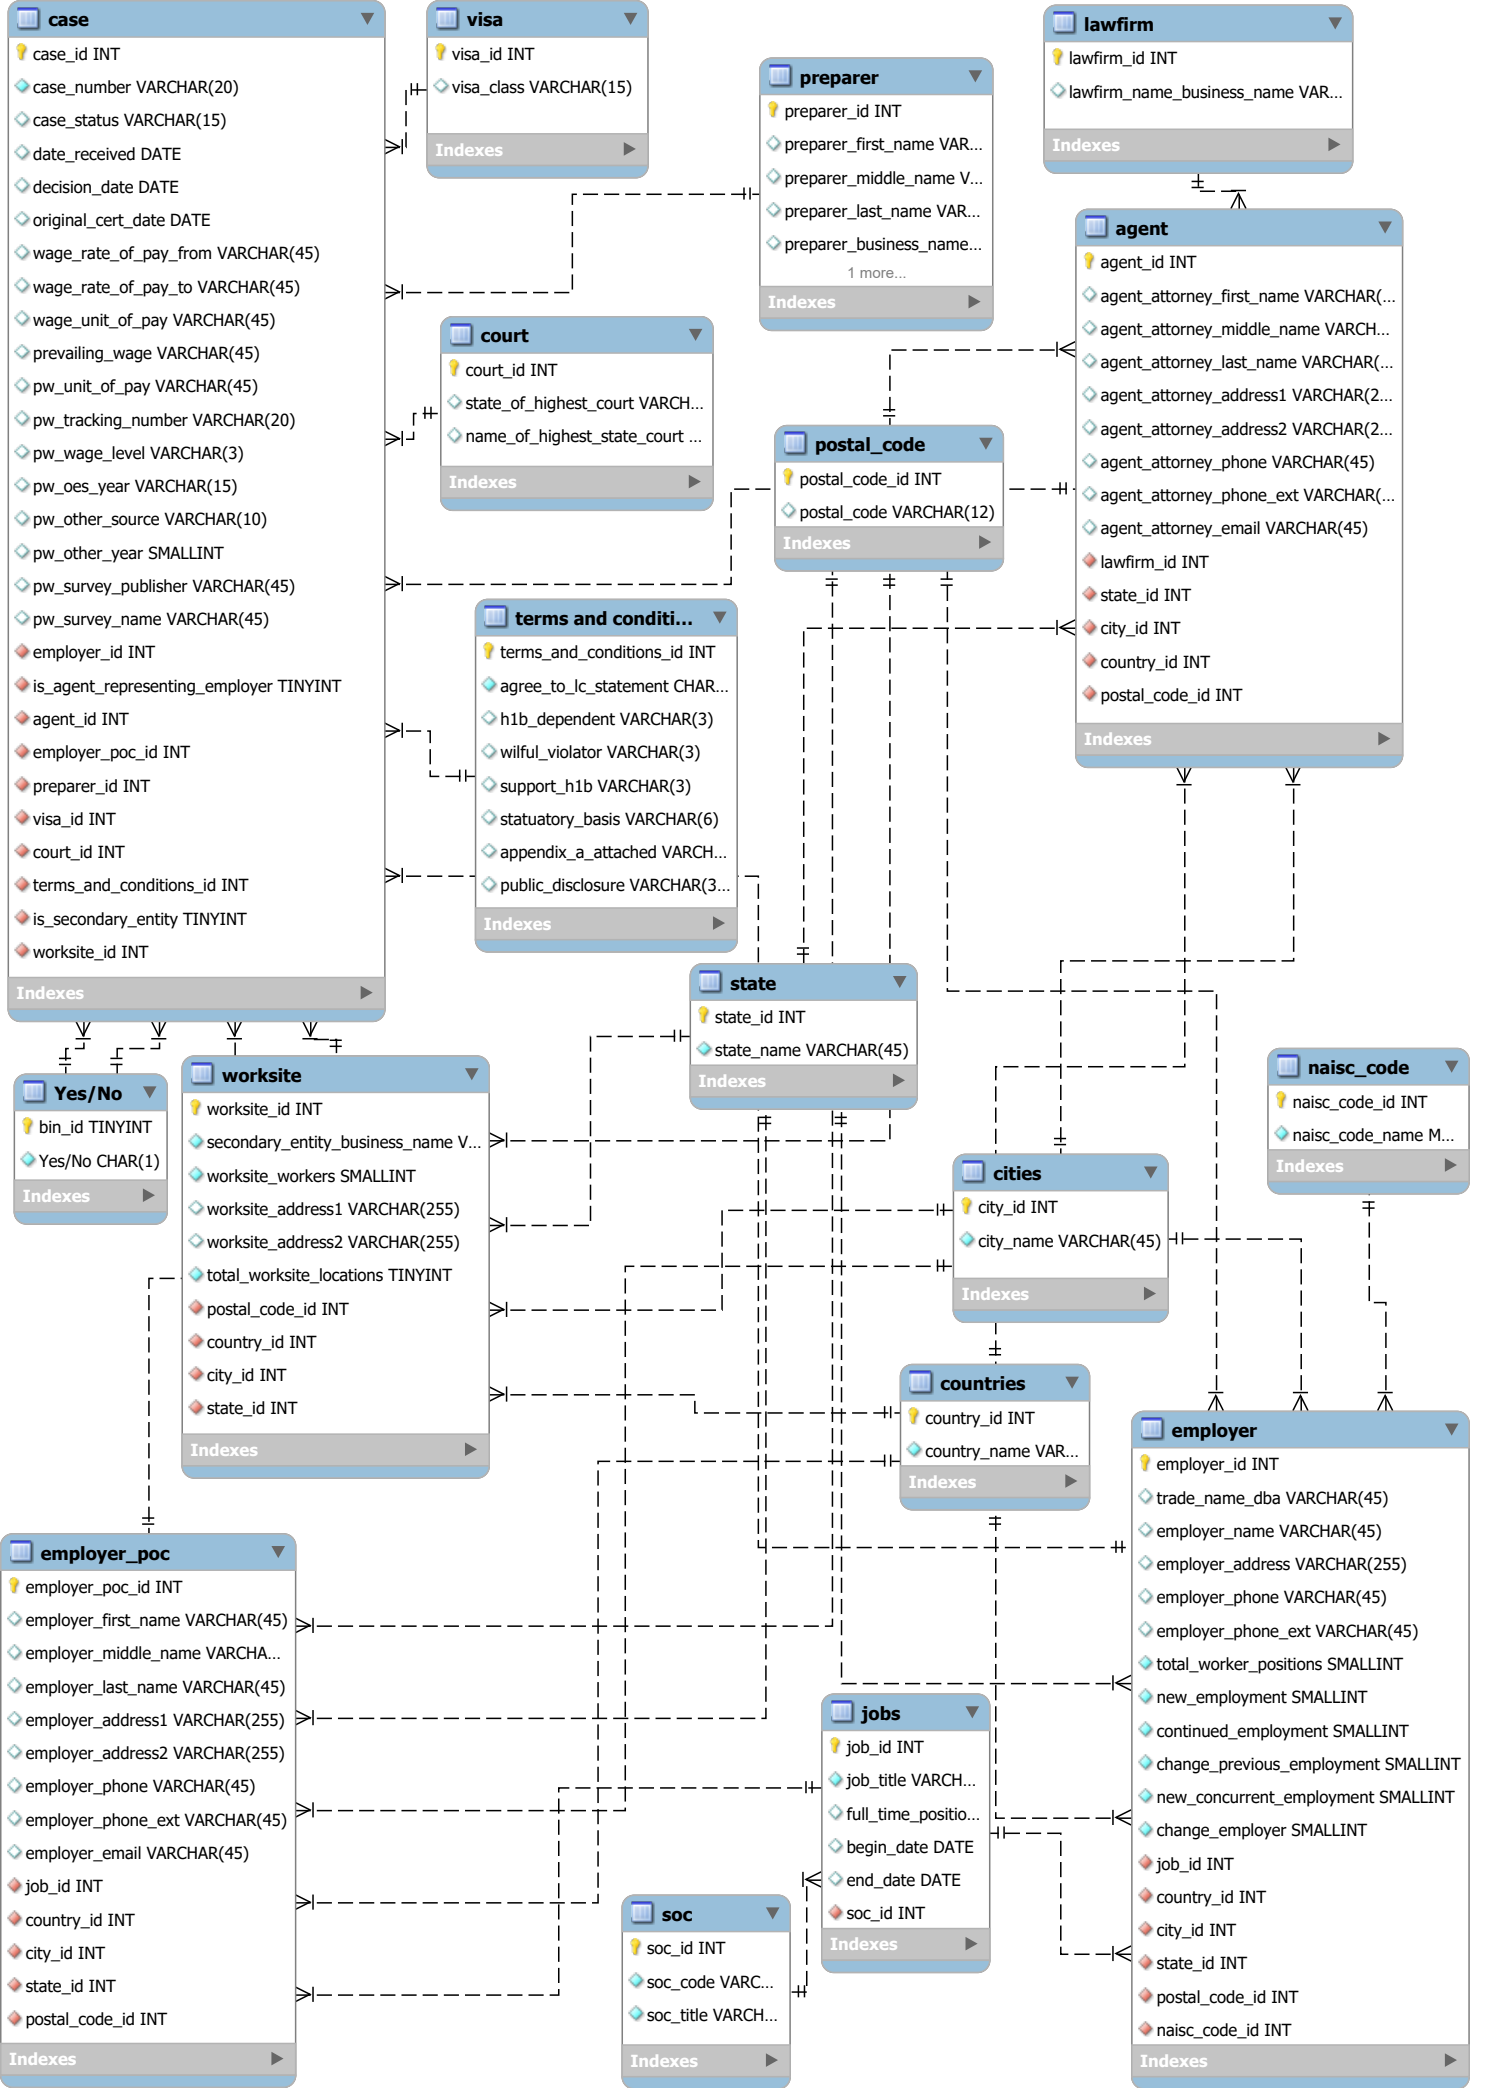 case
case_id INT
case_number VARCHAR(20)
case_status VARCHAR(15)
date_received DATE
decision_date DATE
original_cert_date DATE
wage_rate_of_pay_from VARCHAR(45)
wage_rate_of_pay_to VARCHAR(45)
wage_unit_of_pay VARCHAR(45)
prevailing_wage VARCHAR(45)
pw_unit_of_pay VARCHAR(45)
pw_tracking_number VARCHAR(20)
pw_wage_level VARCHAR(3)
pw_oes_year VARCHAR(15)
pw_other_source VARCHAR(10)
pw_other_year SMALLINT
pw_survey_publisher VARCHAR(45)
pw_survey_name VARCHAR(45)
employer_id INT
is_agent_representing_employer TINYINT
agent_id INT
employer_poc_id INT
preparer_id INT
visa_id INT
court_id INT
terms_and_conditions_id INT
is_secondary_entity TINYINT
worksite_id INT
Indexes
visa
visa_id INT
visa_class VARCHAR(15)
Indexes
preparer
preparer_id INT
preparer_first_name VAR...
preparer_middle_name V...
preparer_last_name VAR...
preparer_business_name...
1 more...
Indexes
lawfirm
lawfirm_id INT
lawfirm_name_business_name VAR...
Indexes
agent
agent_id INT
agent_attorney_first_name VARCHAR(...
agent_attorney_middle_name VARCH...
agent_attorney_last_name VARCHAR(...
agent_attorney_address1 VARCHAR(2...
agent_attorney_address2 VARCHAR(2...
agent_attorney_phone VARCHAR(45)
agent_attorney_phone_ext VARCHAR(...
agent_attorney_email VARCHAR(45)
lawfirm_id INT
state_id INT
city_id INT
country_id INT
postal_code_id INT
Indexes
court
court_id INT
state_of_highest_court VARCH...
name_of_highest_state_court ...
Indexes
postal_code
postal_code_id INT
postal_code VARCHAR(12)
Indexes
terms and conditi...
terms_and_conditions_id INT
agree_to_lc_statement CHAR...
h1b_dependent VARCHAR(3)
wilful_violator VARCHAR(3)
support_h1b VARCHAR(3)
statuatory_basis VARCHAR(6)
appendix_a_attached VARCH...
public_disclosure VARCHAR(3...
Indexes
state
state_id INT
state_name VARCHAR(45)
Indexes
Yes/No
bin_id TINYINT
Yes/No CHAR(1)
Indexes
worksite
worksite_id INT
secondary_entity_business_name V...
worksite_workers SMALLINT
worksite_address1 VARCHAR(255)
worksite_address2 VARCHAR(255)
total_worksite_locations TINYINT
postal_code_id INT
country_id INT
city_id INT
state_id INT
Indexes
naisc_code
naisc_code_id INT
naisc_code_name M...
Indexes
cities
city_id INT
city_name VARCHAR(45)
Indexes
countries
country_id INT
country_name VAR...
Indexes
employer
employer_id INT
trade_name_dba VARCHAR(45)
employer_name VARCHAR(45)
employer_address VARCHAR(255)
employer_phone VARCHAR(45)
employer_phone_ext VARCHAR(45)
total_worker_positions SMALLINT
new_employment SMALLINT
continued_employment SMALLINT
change_previous_employment SMALLINT
new_concurrent_employment SMALLINT
change_employer SMALLINT
job_id INT
country_id INT
city_id INT
state_id INT
postal_code_id INT
naisc_code_id INT
Indexes
employer_poc
employer_poc_id INT
employer_first_name VARCHAR(45)
employer_middle_name VARCHA...
employer_last_name VARCHAR(45)
employer_address1 VARCHAR(255)
employer_address2 VARCHAR(255)
employer_phone VARCHAR(45)
employer_phone_ext VARCHAR(45)
employer_email VARCHAR(45)
job_id INT
country_id INT
city_id INT
state_id INT
postal_code_id INT
Indexes
jobs
job_id INT
job_title VARCH...
full_time_positio...
begin_date DATE
end_date DATE
soc_id INT
Indexes
soc
soc_id INT
soc_code VARC...
soc_title VARCH...
Indexes